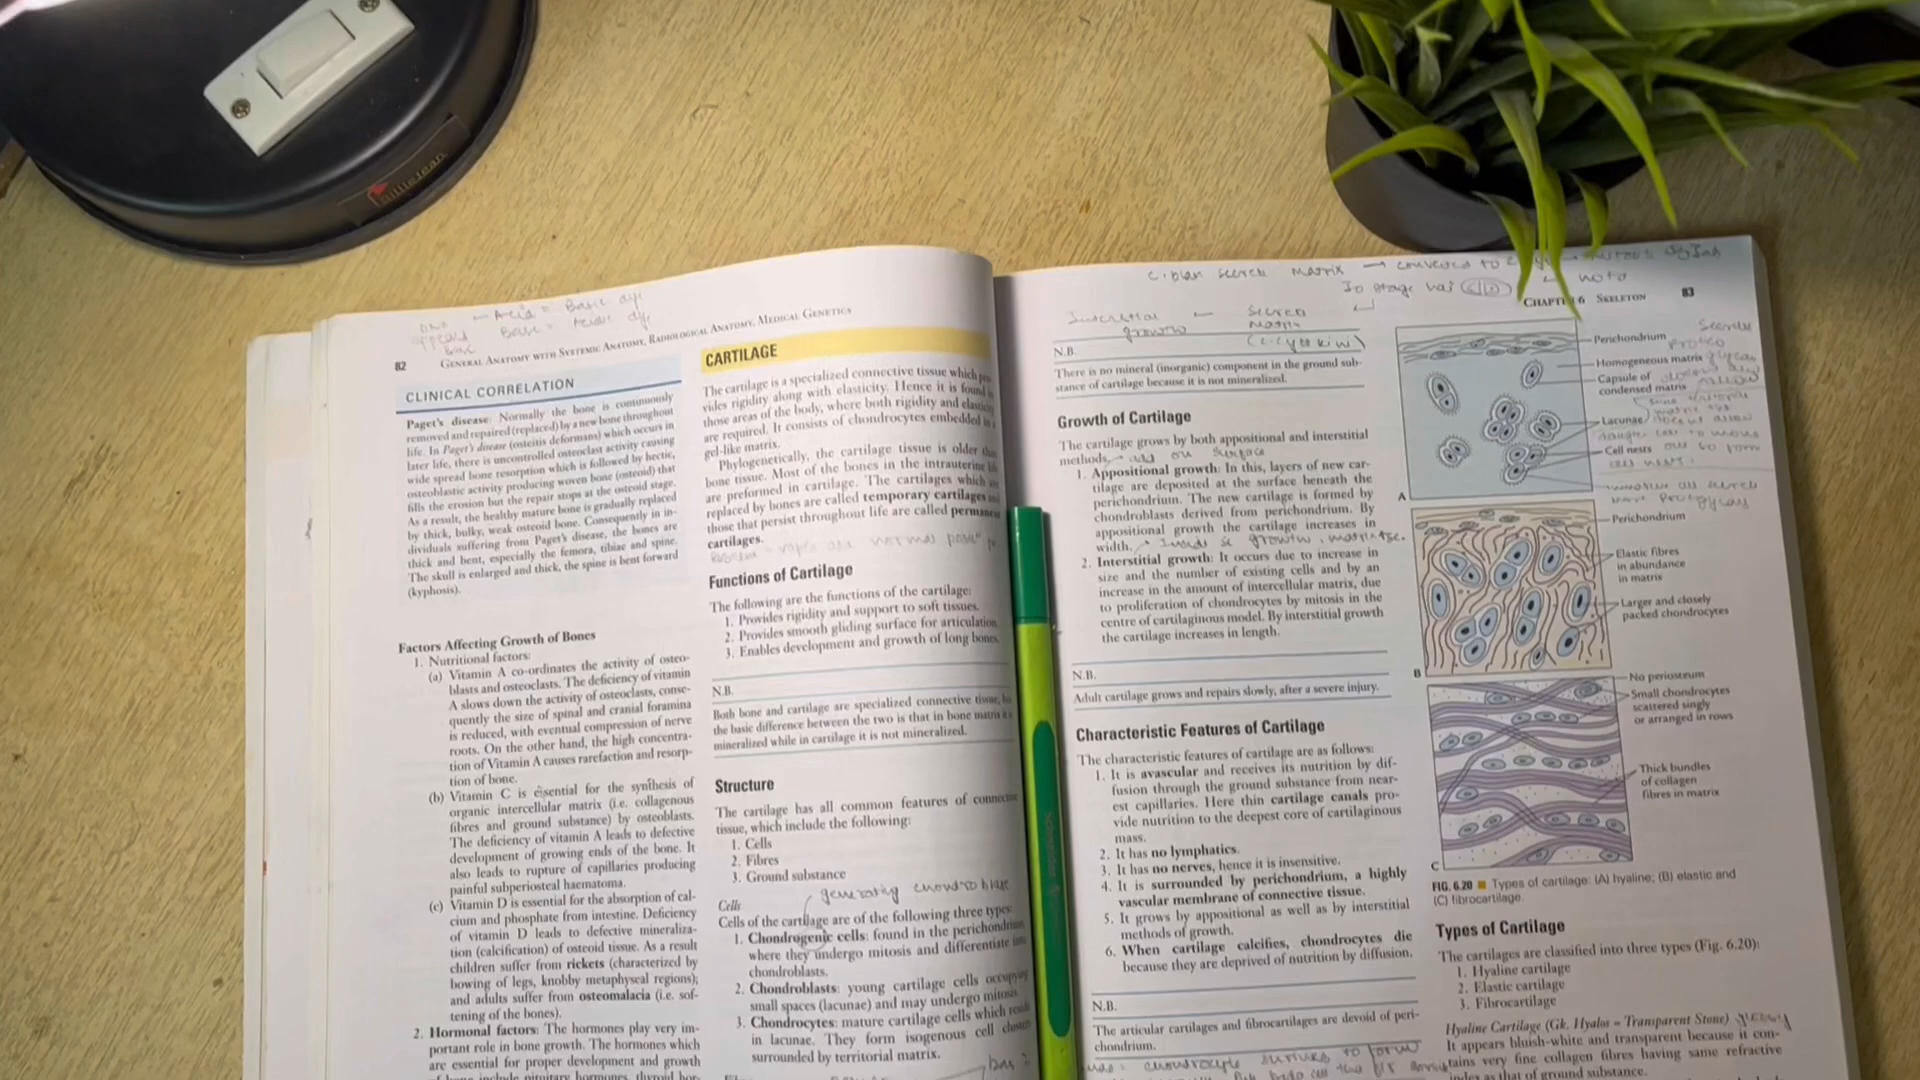 82
GENERAL ANATOMY WITH SYSTEMIC ANATOMY, RADIOLOGICAL ANATOMY, MEDICAL GENETICS
CLINICAL CORRELATION
Paget's disease: Normally the bone is continuously
removed and repaired (replaced) by a new bone throughout
life. In Paget's disease (osteitis deformans) which occurs in
later life, there is uncontrolled osteoclast activity causing
wide spread bone resorption which is followed by hectic,
osteoblastic activity producing woven bone (osteoid) that
fills the erosion but the repair stops at the osteoid stage.
As a result, the healthy mature bone is gradually replaced
by thick, bulky, weak osteoid bone. Consequently in in-
dividuals suffering from Paget's disease, the bones are
thick and bent, especially the femora, tibiae and spine.
The skull is enlarged and thick, the spine is bent forward
(kyphosis).
Factors Affecting Growth of Bones
1. Nutritional factors:
(a) Vitamin A co-ordinates the activity of osteo-
blasts and osteoclasts. The deficiency of vitamin
A slows down the activity of osteoclasts, conse-
quently the size of spinal and cranial foramina
is reduced, with eventual compression of nerve
roots. On the other hand, the high concentra-
tion of Vitamin A causes rarefaction and resorp-
tion of bone.
(b) Vitamin C is essential for the synthesis of
organic intercellular matrix (i.e. collagenous
fibres and ground substance) by osteoblasts.
The deficiency of vitamin A leads to defective
development of growing ends of the bone. It
also leads to rupture of capillaries producing
painful subperiosteal haematoma.
(c) Vitamin D is essential for the absorption of cal-
cium and phosphate from intestine. Deficiency
of vitamin D leads to defective mineraliza-
tion (calcification) of osteoid tissue. As a result
children suffer from rickets (characterized by
bowing of legs, knobby metaphyseal regions);
and adults suffer from osteomalacia (i.e. sof-
tening of the bones).
2. Hormonal factors: The hormones play very im-
portant role in bone growth. The hormones which
are essential for proper development and growth
CARTILAGE
The cartilage is a specialized connective tissue which pro
vides rigidity along with elasticity. Hence it is found
those areas of the body, where both rigidity and elasticity
are required. It consists of chondrocytes embedded in a
gel-like matrix.
Phylogenetically, the cartilage tissue is older than
bone tissue. Most of the bones in the intrauterine
are preformed in cartilage. The cartilages which
replaced by bones are called temporary cartilages
those that persist throughout life are called permanent
cartilages.
Functions of Cartilage
The following are the functions of the cartilage:
1. Provides rigidity and support to soft tissues.
2. Provides smooth gliding surface for articulation.
3. Enables development and growth of long bones.
N.B.
Both bone and cartilage are specialized connective tissue,
the basic difference between the two is that in bone matrix is
mineralized while in cartilage it is not mineralized.
Structure
The cartilage has all common features of connective
tissue, which include the following:
1. Cells
2. Fibres
3. Ground substance
generating
Cells
Cells of the cartilage are of the following three types:
1. Chondrogenic cells: found in the perichondrium
where they undergo mitosis and differentiate into
chondroblasts.
2. Chondroblasts: young cartilage cells occupying
small spaces (lacunae) and may undergo mitosis.
3. Chondrocytes: mature cartilage cells which reside
in lacunae. They form isogenous cell clusters
surrounded by territorial matrix.
CHAPTER 6 SKELETON
83
growth
N.B.
There is no mineral (inorganic) component in the ground sub-
stance of cartilage because it is not mineralized.
Growth of Cartilage
The cartilage grows by both appositional and interstitial
methods.
1. Appositional growth: In this, layers of new car-
tilage are deposited at the surface beneath the
perichondrium. The new cartilage is formed by
chondroblasts derived from perichondrium. By
appositional growth the cartilage increases in
width.
2. Interstitial growth: It occurs due to increase in
size and the number of existing cells and by an
increase in the amount of intercellular matrix, due
to proliferation of chondrocytes by mitosis in the
centre of cartilaginous model. By interstitial growth
the cartilage increases in length.
N.B.
Adult cartilage grows and repairs slowly, after a severe injury.
Characteristic Features of Cartilage
The characteristic features of cartilage are as follows:
1. It is avascular and receives its nutrition by dif-
fusion through the ground substance from near-
est capillaries. Here thin cartilage canals pro-
vide nutrition to the deepest core of cartilaginous
mass.
2. It has no lymphatics.
3. It has no nerves, hence it is insensitive.
4. It is surrounded by perichondrium, a highly
vascular membrane of connective tissue.
5. It grows by appositional as well as by interstitial
methods of growth.
6. When cartilage calcifies, chondrocytes die
because they are deprived of nutrition by diffusion.
N.B.
The articular cartilages and fibrocartilages are devoid of peri-
chondrium.
Perichondrium
Homogeneous matrix
Capsule of
condensed matrix
Lacunae
Cell nests
A
Perichondrium
Elastic fibres
in abundance
in matrix
Larger and closely
packed chondrocytes
B
No periosteum
Small chondrocytes
scattered singly
or arranged in rows
Thick bundles
of collagen
fibres in matrix
C
FIG. 6.20 Types of cartilage: (A) hyaline; (B) elastic and
(C) fibrocartilage.
Types of Cartilage
The cartilages are classified into three types (Fig. 6.20):
1. Hyaline cartilage
2. Elastic cartilage
3. Fibrocartilage
Hyaline Cartilage (Gk. Hyalos = Transparent Stone)
It appears bluish-white and transparent because it con-
tains very fine collagen fibres having same refractive
index as that of ground substance.